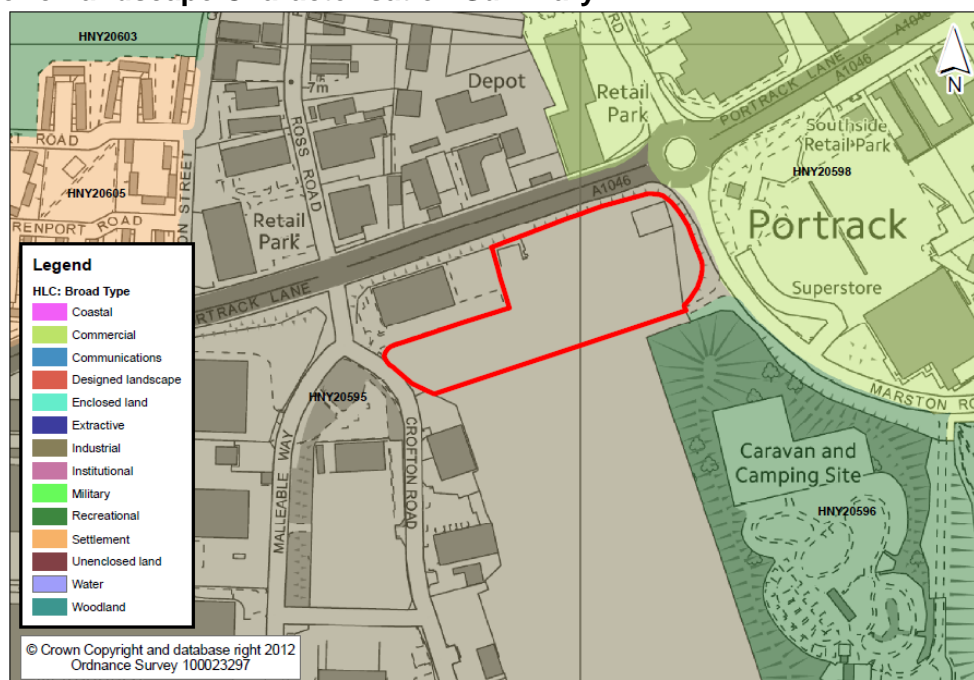 HNY20603
Depot
7m
ROSS ROAD
Retail
Park
PORTRACK LANE
A1046
N
Southside
Retail Park
HNY20598
ROAD
HNY20605
RENPORT ROAD
ON STREET
Retail
Park
A1046
Portrack
Superstore
Legend
HLC: Broad Type
Coastal
Commercial
Communications
Designed landscape
Enclosed land
Extractive
Industrial
Institutional
Military
Recreational
Settlement
Unenclosed land
Water
Woodland
RTRACK LANE
HNY20595
MALLEABLE WAY
CROFTON ROAD
MARSTON RO
Caravan and
Camping Site
HNY20596
© Crown Copyright and database right 2012
Ordnance Survey 100023297